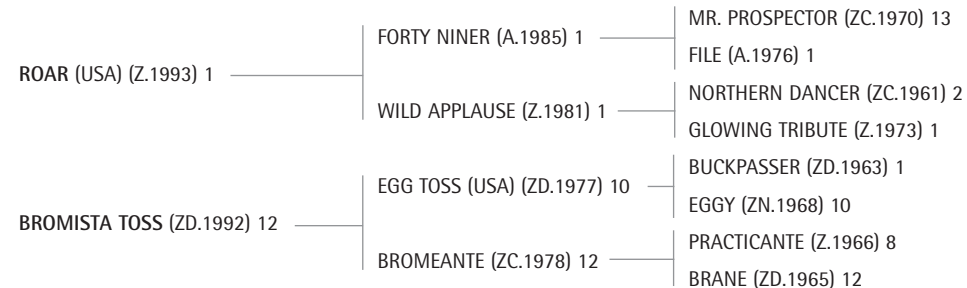 ROAR (USA) (Z.1993) 1
FORTY NINER (A.1985) 1
MR. PROSPECTOR (ZC.1970) 13
FILE (A.1976) 1
WILD APPLAUSE (Z.1981) 1
NORTHERN DANCER (ZC.1961) 2
GLOWING TRIBUTE (Z.1973) 1
BROMISTA TOSS (ZD.1992) 12
EGG TOSS (USA) (ZD.1977) 10
BUCKPASSER (ZD.1963) 1
EGGY (ZN.1968) 10
BROMEANTE (ZC.1978) 12
PRACTICANTE (Z.1966) 8
BRANE (ZD.1965) 12